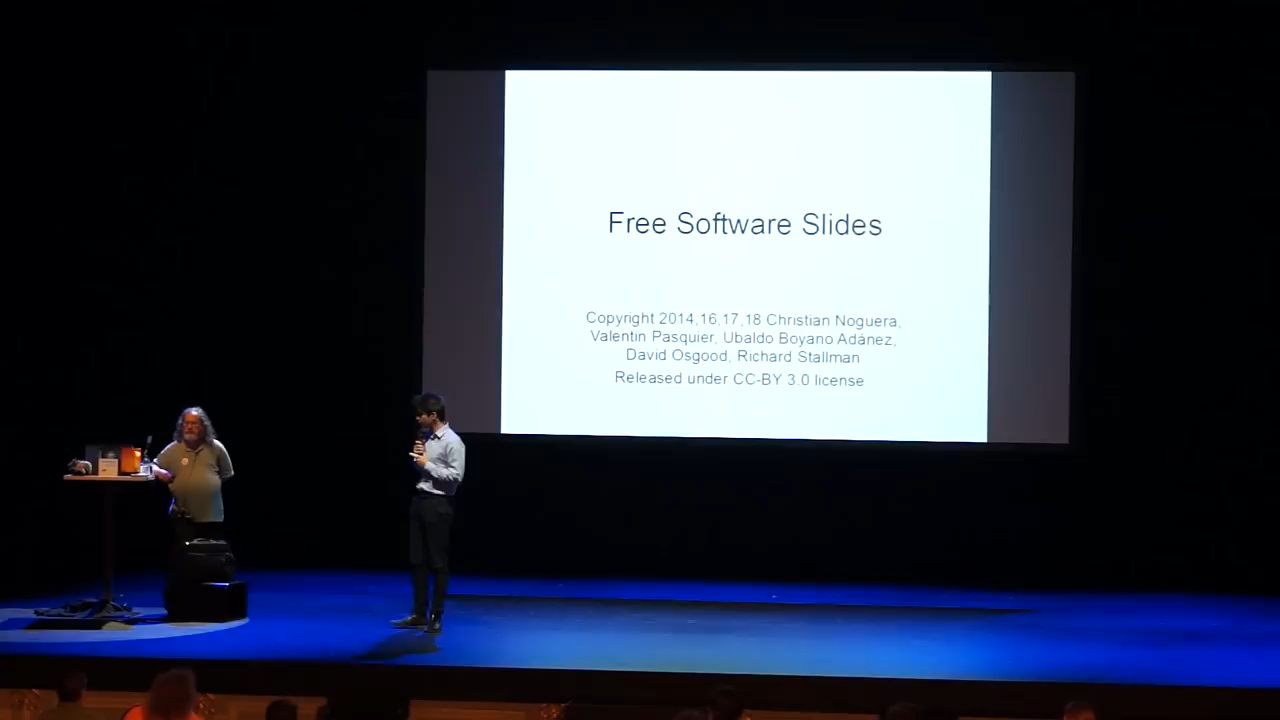 Free Software Slides
Copyright 2014,16,17,18 Christian Noguera,
Valentin Pasquier, Ubaldo Boyano Adánez,
David Osgood, Richard Stallman
Released under CC-BY 3.0 license